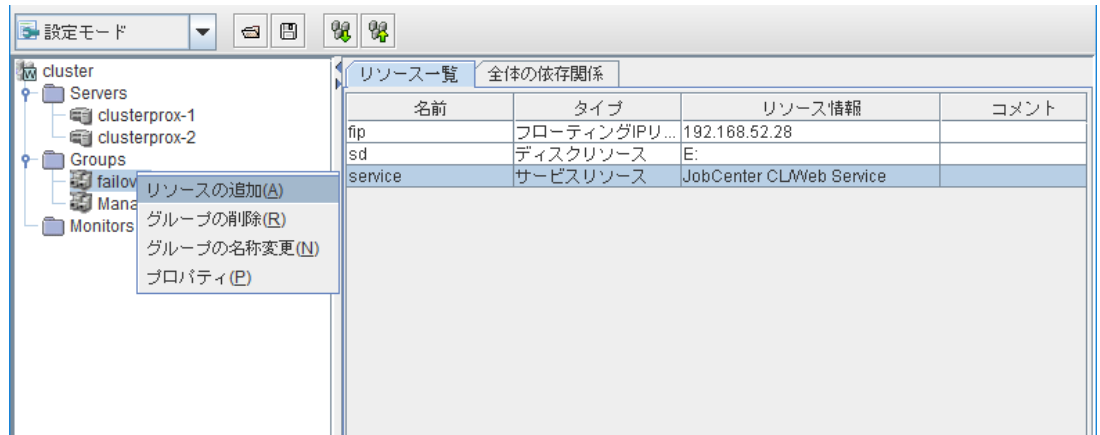 設定モード
cluster
Servers
clusterprox-1
clusterprox-2
Groups
failov
Mana
Monitors
リソースの追加(A)
グループの削除(R)
グループの名称変更(N)
プロパティ(P)
リソース一覧 全体の依存関係
名前 タイプ リソース情報 コメント
fip フローティングIPリ... 192.168.52.28
sd ディスクリソース E:
service サービスリソース JobCenter CL/Web Service